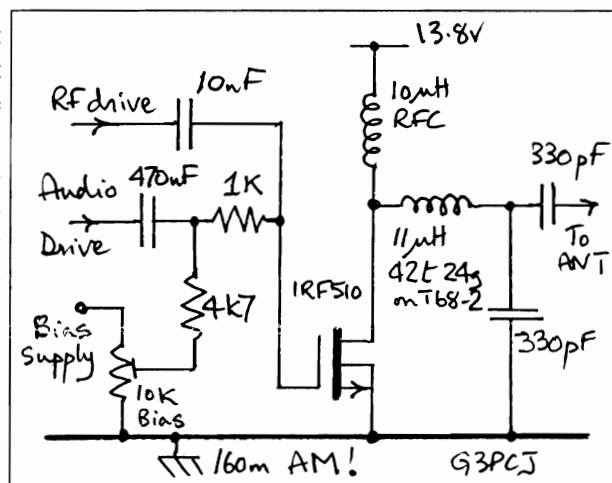 13.8v
10nF
RF drive
10µH
RFC
330pF
Audio
Drive
470nF
1K
To
ANT
11µH
42t 24g
on T68-2
IRF510
4k7
Bias
Supply
10K
Bias
330pF
160m AM!
G3PCJ